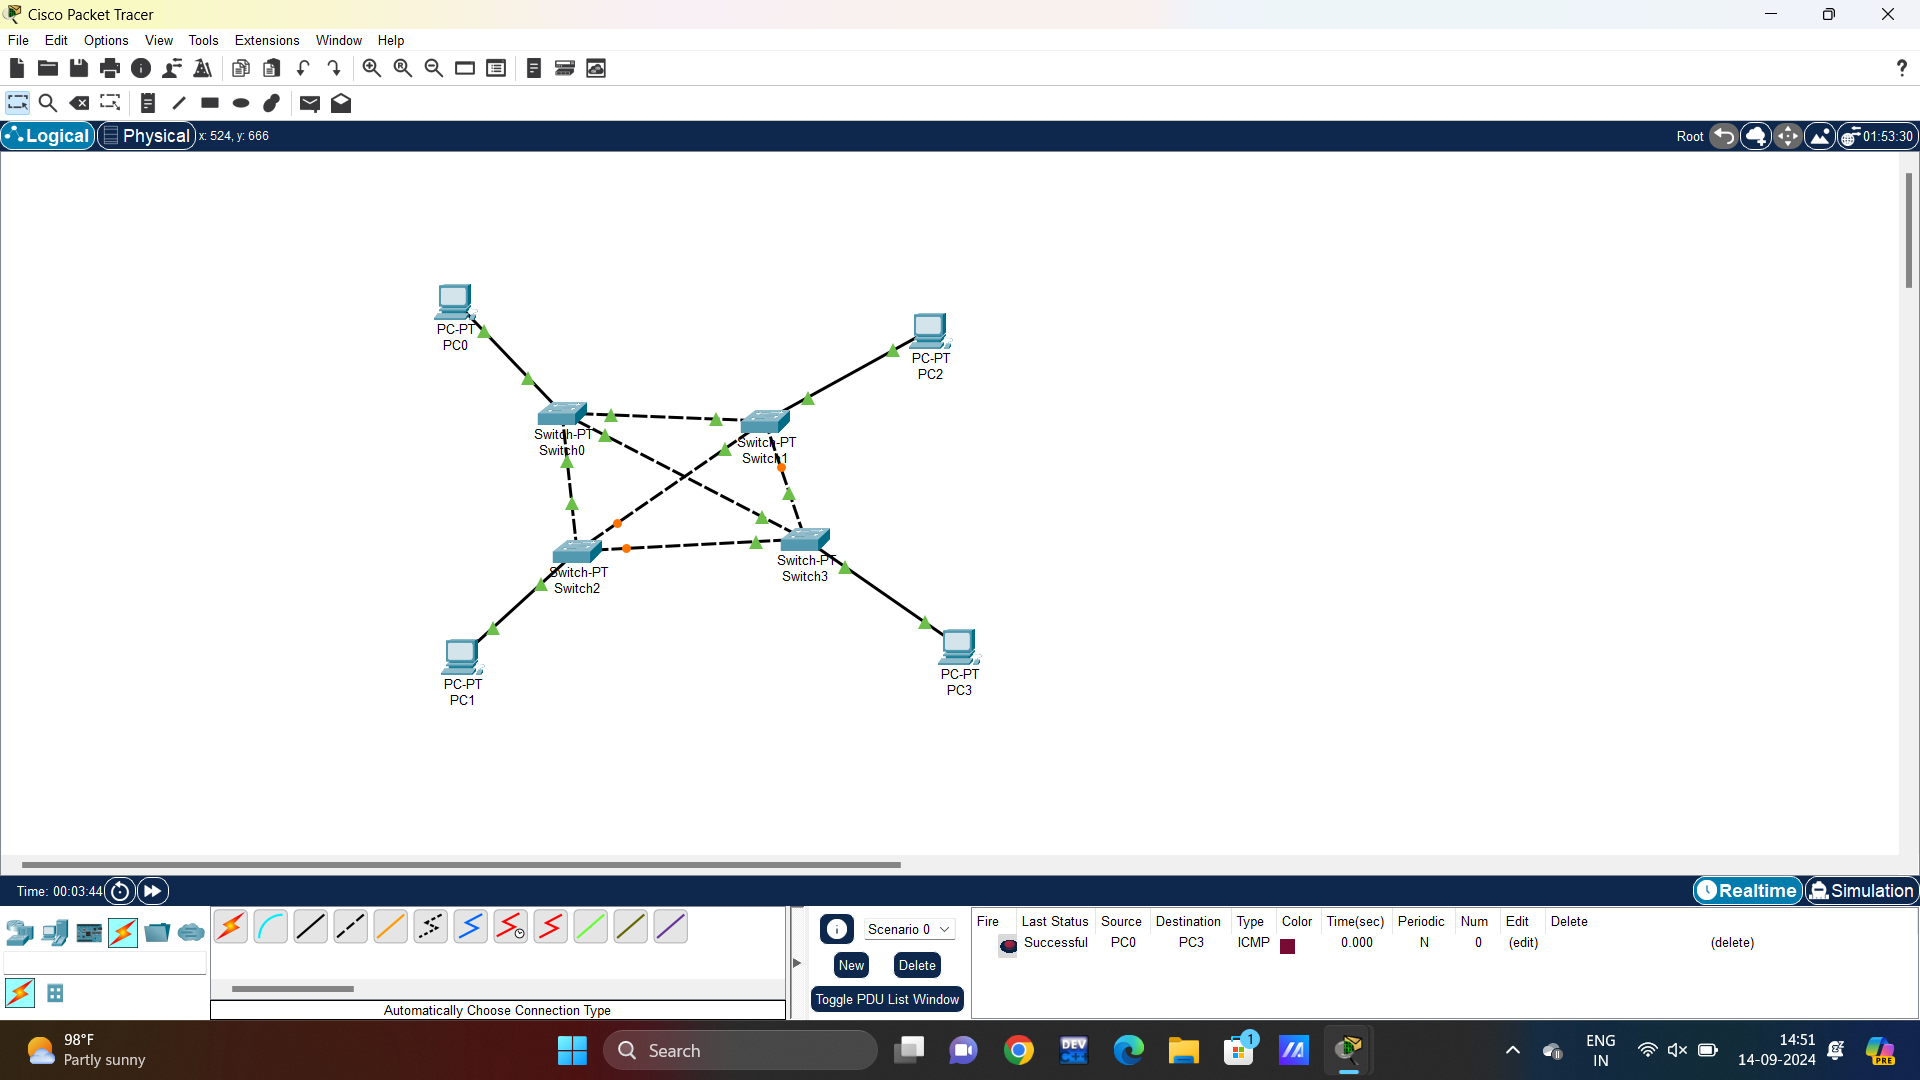 Cisco Packet Tracer
File Edit Options View Tools Extensions Window Help
?
Logical Physical x: 524, y: 666 Root 01:53:30
PC-PT
PC0
PC-PT
PC2
Switch-PT
Switch0
Switch-PT
Switch1
Switch-PT
Switch2
Switch-PT
Switch3
PC-PT
PC1
PC-PT
PC3
Time: 00:03:44 Realtime Simulation
Scenario 0
New Delete
Toggle PDU List Window
Fire Last Status Source Destination Type Color Time(sec) Periodic Num Edit Delete
Successful PC0 PC3 ICMP 0.000 N 0 (edit) (delete)
Automatically Choose Connection Type
98°F
Partly sunny
Search
DEV
C++
1
ENG
IN
14:51
14-09-2024
PRE